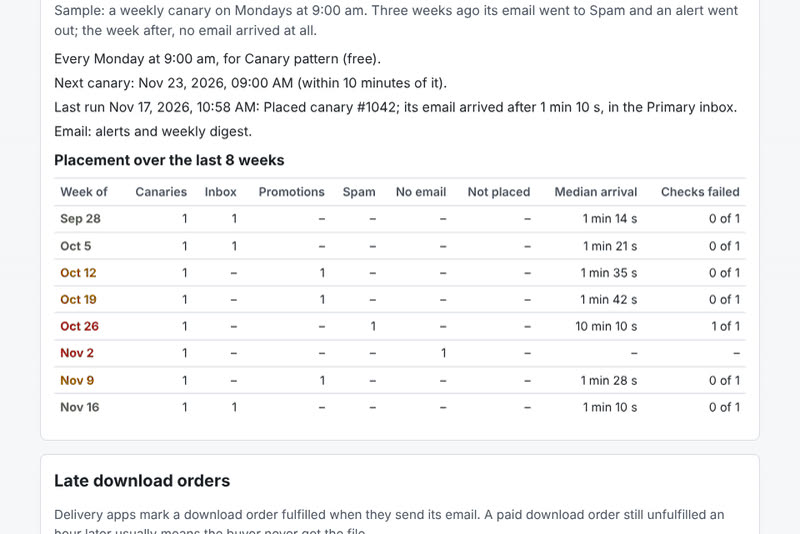 Sample: a weekly canary on Mondays at 9:00 am. Three weeks ago its email went to Spam and an alert went
out; the week after, no email arrived at all.
Every Monday at 9:00 am, for Canary pattern (free).
Next canary: Nov 23, 2026, 09:00 AM (within 10 minutes of it).
Last run Nov 17, 2026, 10:58 AM: Placed canary #1042; its email arrived after 1 min 10 s, in the Primary inbox.
Email: alerts and weekly digest.
Placement over the last 8 weeks
Week of Canaries Inbox Promotions Spam No email Not placed Median arrival Checks failed
Sep 28 1 1 – – – – 1 min 14 s 0 of 1
Oct 5 1 1 – – – – 1 min 21 s 0 of 1
Oct 12 1 – 1 – – – 1 min 35 s 0 of 1
Oct 19 1 – 1 – – – 1 min 42 s 0 of 1
Oct 26 1 – – 1 – – 10 min 10 s 1 of 1
Nov 2 1 – – – 1 – – –
Nov 9 1 – 1 – – – 1 min 28 s 0 of 1
Nov 16 1 1 – – – – 1 min 10 s 0 of 1
Late download orders
Delivery apps mark a download order fulfilled when they send its email. A paid download order still unfulfilled an
hour later usually means the buyer never got the file.